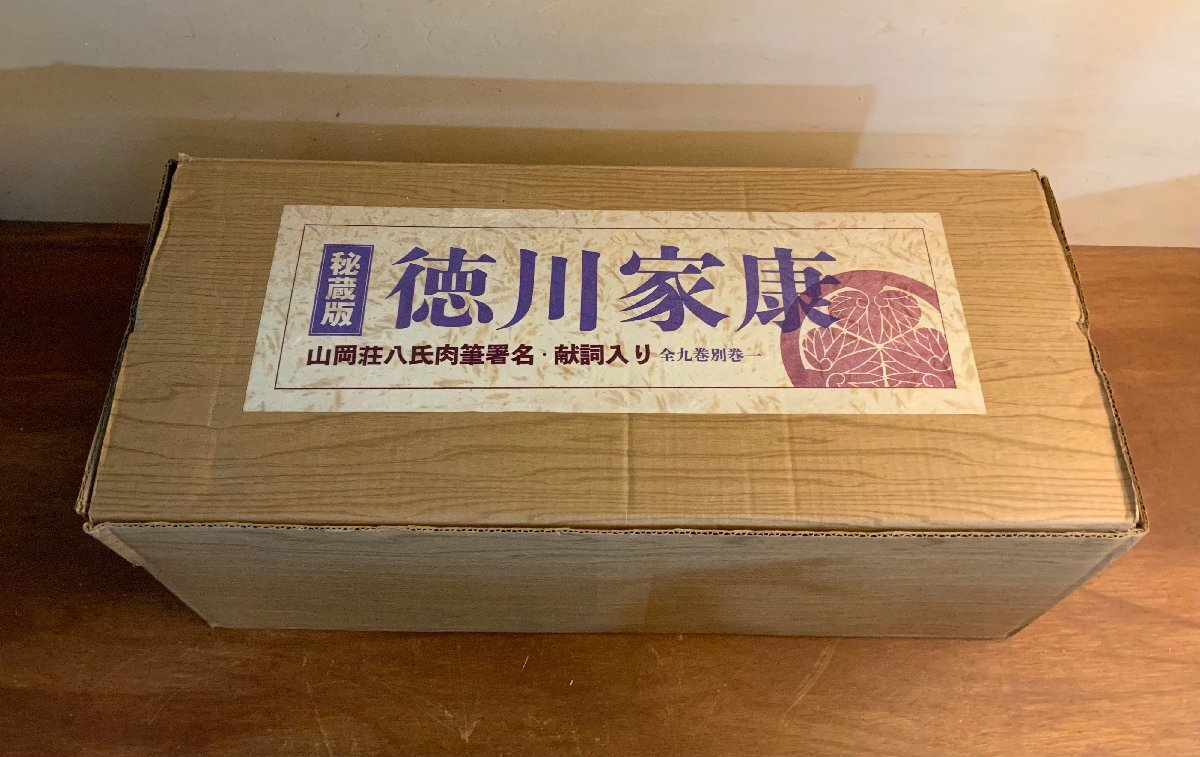 秘蔵版
徳川家康
山岡荘八氏肉筆署名・献詞入り 全九巻別巻一